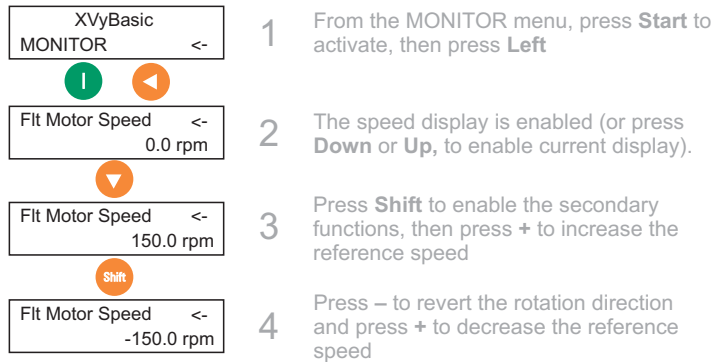 XVyBasic
MONITOR <-
1
From the MONITOR menu, press Start to
activate, then press Left
I
Flt Motor Speed <-
0.0 rpm
2
The speed display is enabled (or press
Down or Up, to enable current display).
Flt Motor Speed <-
150.0 rpm
3
Press Shift to enable the secondary
functions, then press + to increase the
reference speed
Shift
Flt Motor Speed <-
-150.0 rpm
4
Press – to revert the rotation direction
and press + to decrease the reference
speed